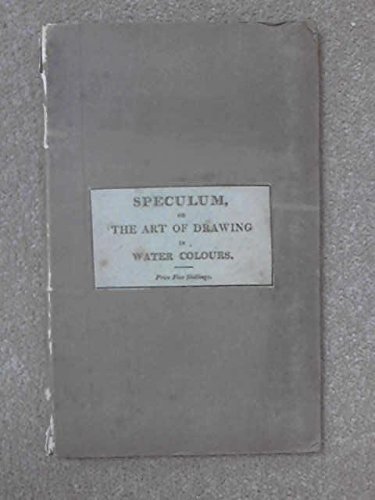 SPECULUM,
OR
THE ART OF DRAWING
IN
WATER COLOURS.
Price Five Shillings.